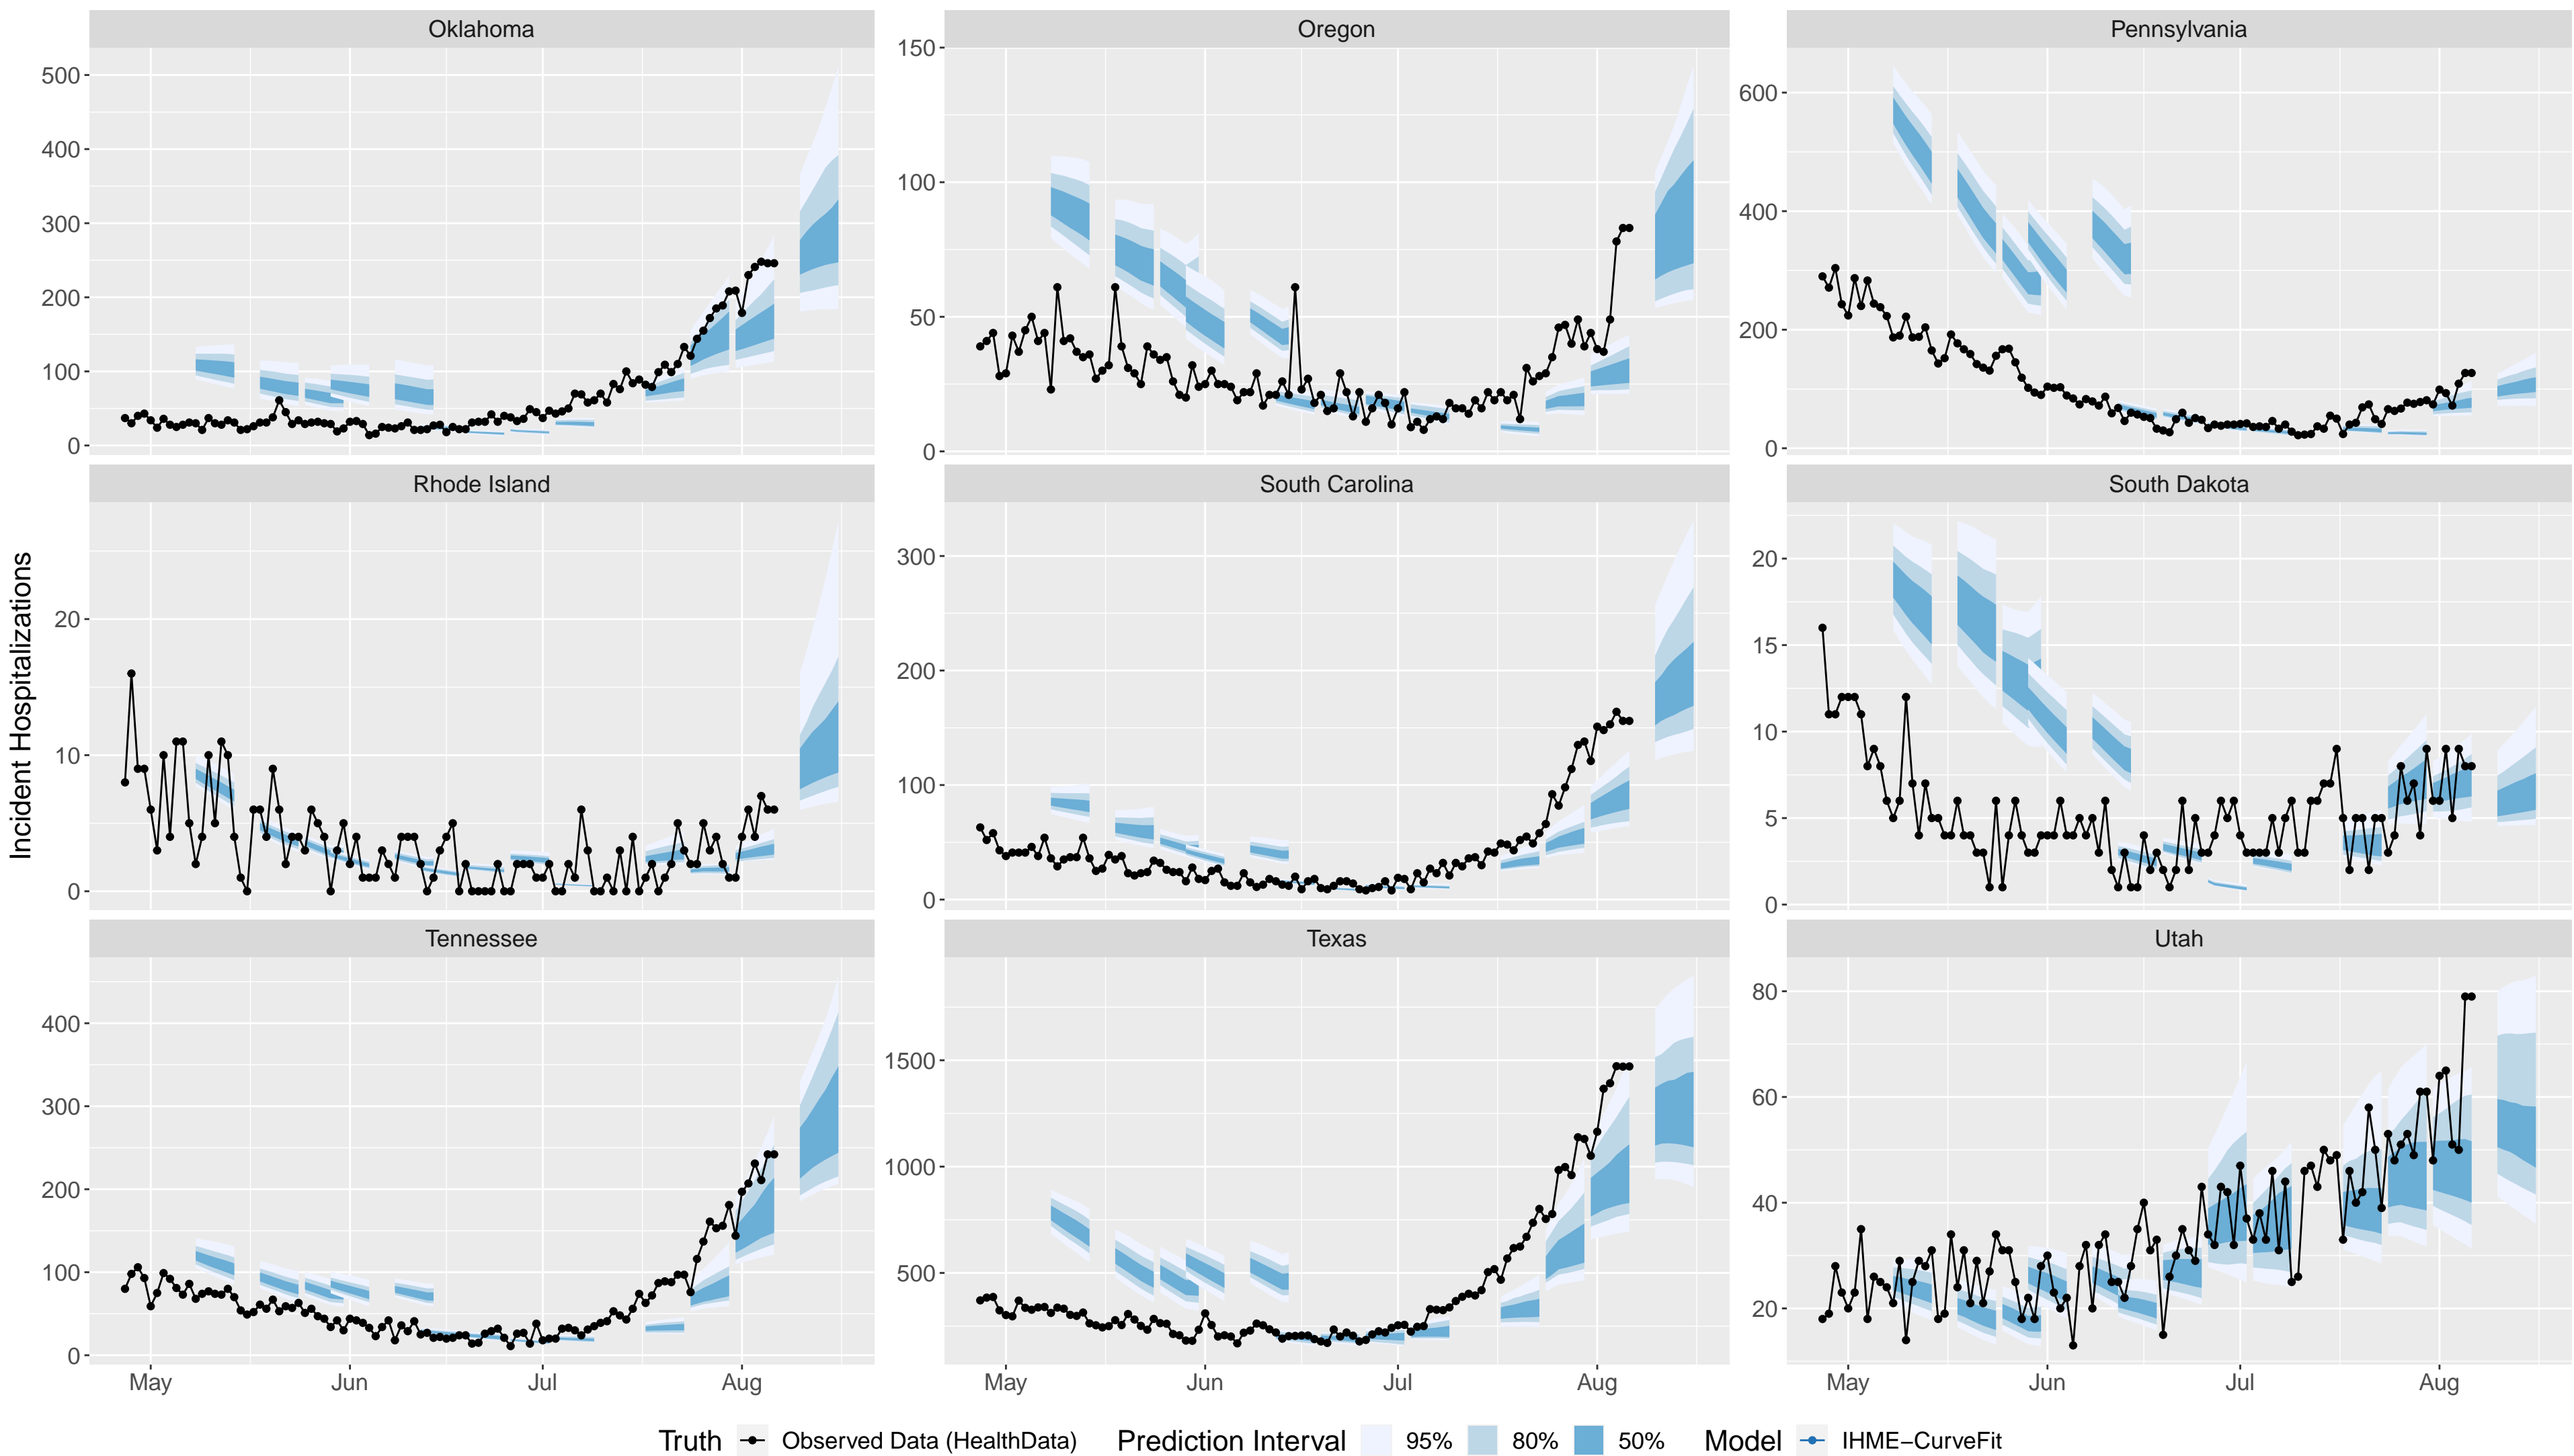 Oklahoma
Oregon
Pennsylvania
500
400
300
200
100
0
150
100
50
0
600
400
200
0
Rhode Island
South Carolina
South Dakota
Incident Hospitalizations
20
10
0
300
200
100
0
20
15
10
5
0
Tennessee
Texas
Utah
400
300
200
100
0
1500
1000
500
80
60
40
20
May Jun Jul Aug
May Jun Jul Aug
May Jun Jul Aug
Truth Observed Data (HealthData) Prediction Interval 95% 80% 50% Model IHME−CurveFit